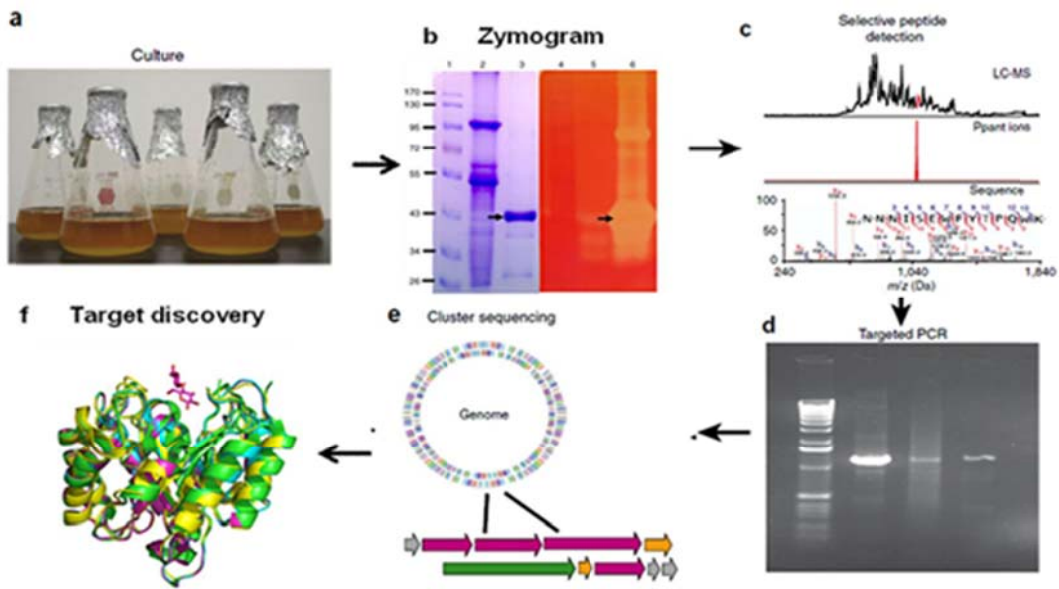 a
Culture
b Zymogram
1 2 3 4 5 6
170
130
95
72
55
43
34
26
c
Selective peptide
detection
LC-MS
Ppant ions
Sequence
100
50
0
240 1,040 1,840
m/z (Da)
d
Targeted PCR
e
Cluster sequencing
Genome
f Target discovery